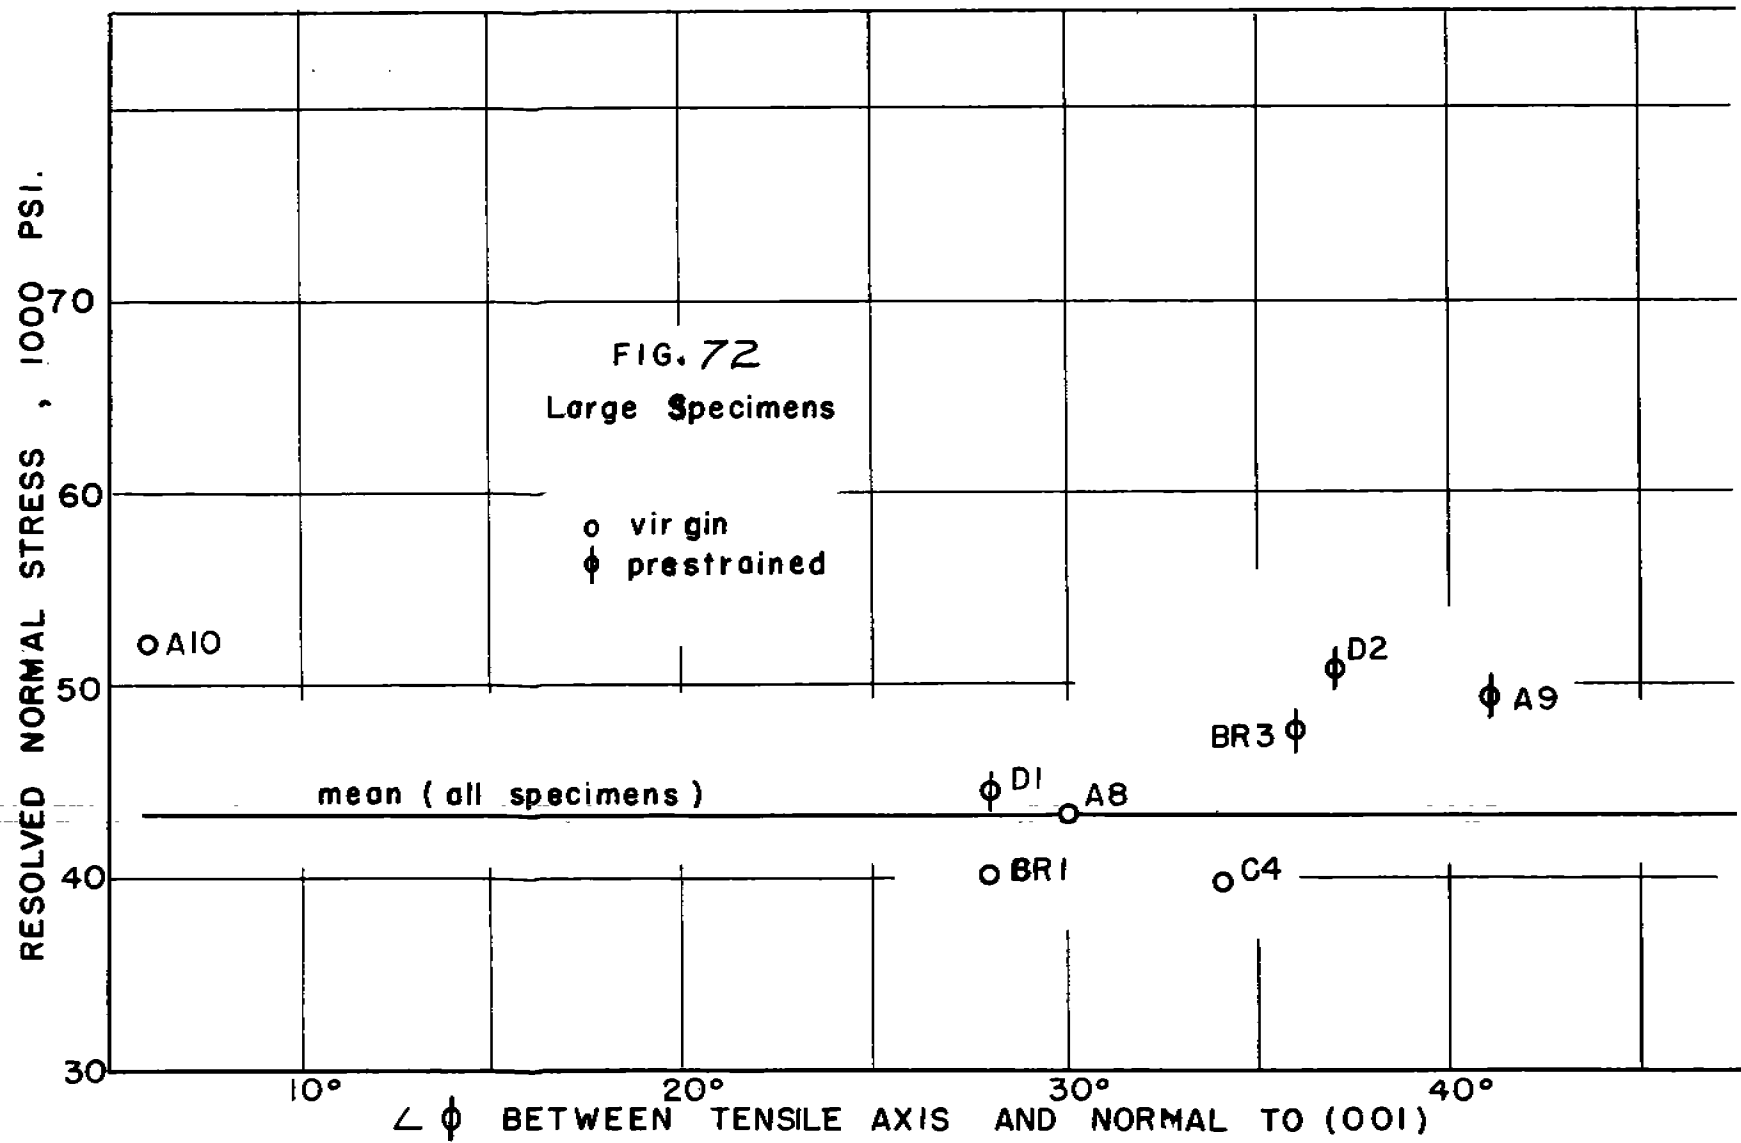 RESOLVED NORMAL STRESS , 1000 PSI.
70
60
50
40
30
FIG. 72
Large Specimens
o virgin
ϕ prestrained
A10
D2
A9
BR3
D1
A8
mean ( all specimens )
BR1
C4
10° 20° 30° 40°
∠ ϕ BETWEEN TENSILE AXIS AND NORMAL TO (001)